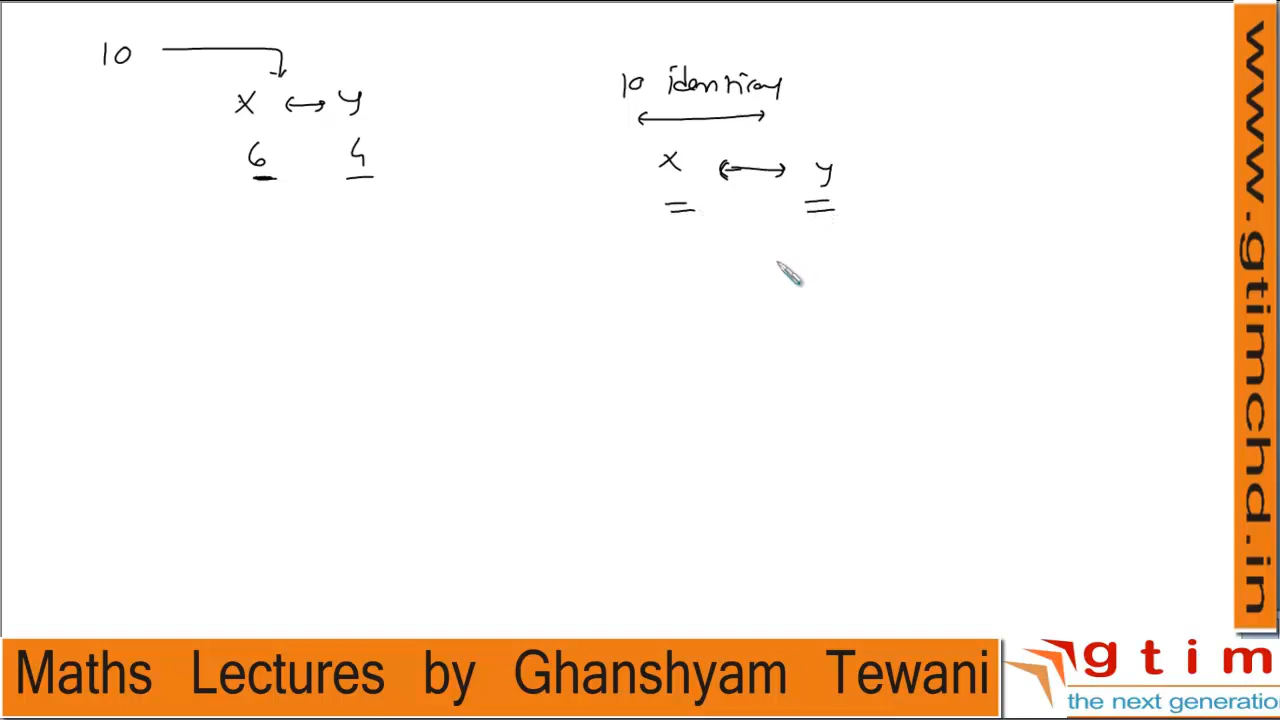 10
x ↔ y
6 4
10 identical
x ↔ y
www.gtimchd.in
Maths Lectures by Ghanshyam Tewani
gtim
the next generatio